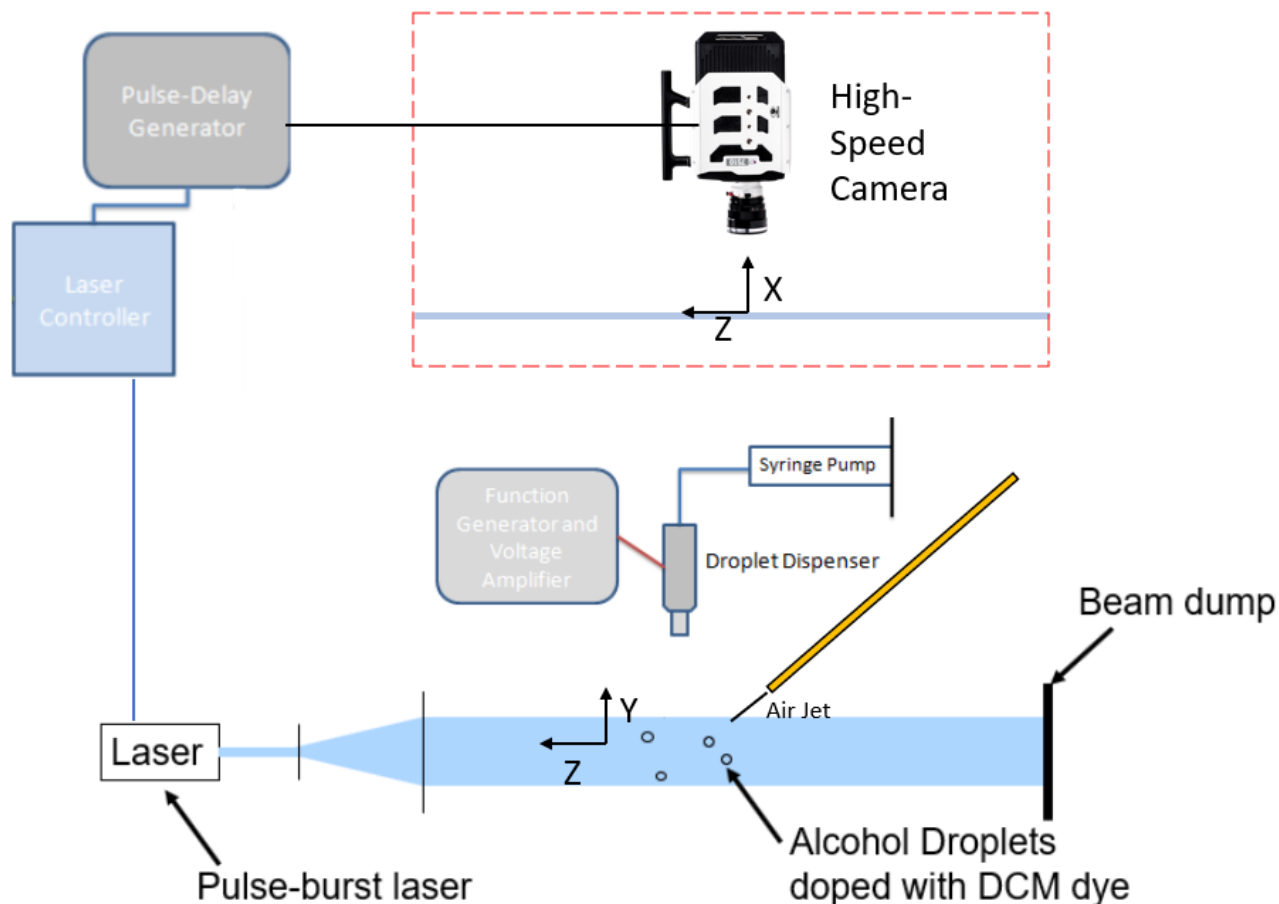 Pulse-Delay
Generator
High-
Speed
Camera
Laser
Controller
X
Z
Syringe Pump
Function
Generator and
Voltage
Amplifier
Droplet Dispenser
Beam dump
Air Jet
Y
Z
Laser
Pulse-burst laser
Alcohol Droplets
doped with DCM dye